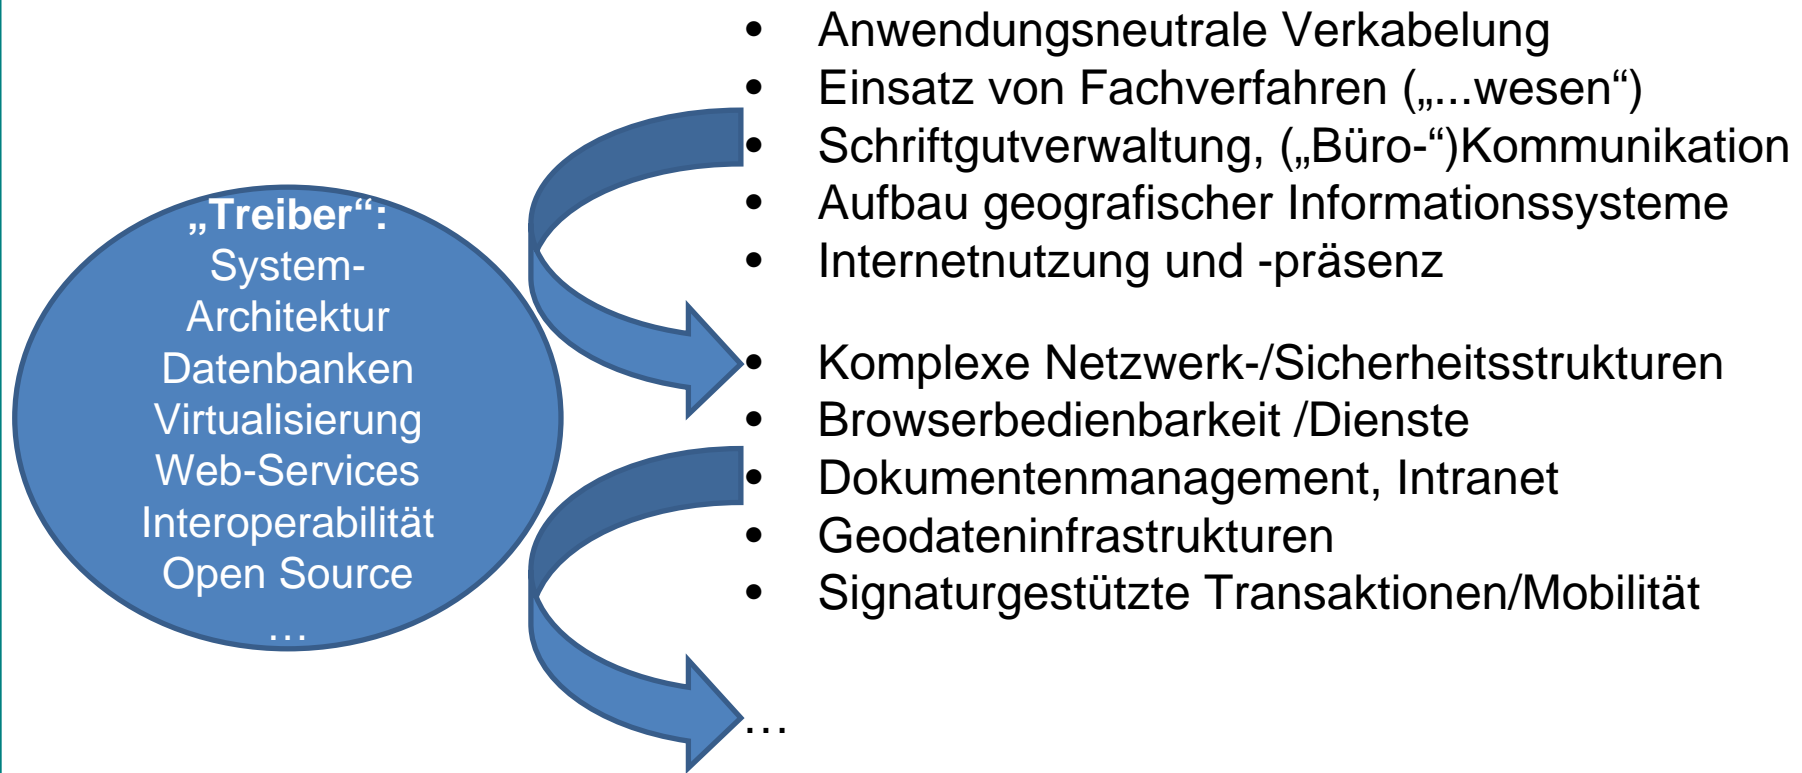 • Anwendungsneutrale Verkabelung
• Einsatz von Fachverfahren („...wesen“)
• Schriftgutverwaltung, („Büro-“)Kommunikation
• Aufbau geografischer Informationssysteme
• Internetnutzung und -präsenz
„Treiber“:
System-
Architektur
Datenbanken
Virtualisierung
Web-Services
Interoperabilität
Open Source
…
• Komplexe Netzwerk-/Sicherheitsstrukturen
• Browserbedienbarkeit /Dienste
• Dokumentenmanagement, Intranet
• Geodateninfrastrukturen
• Signaturgestützte Transaktionen/Mobilität
…